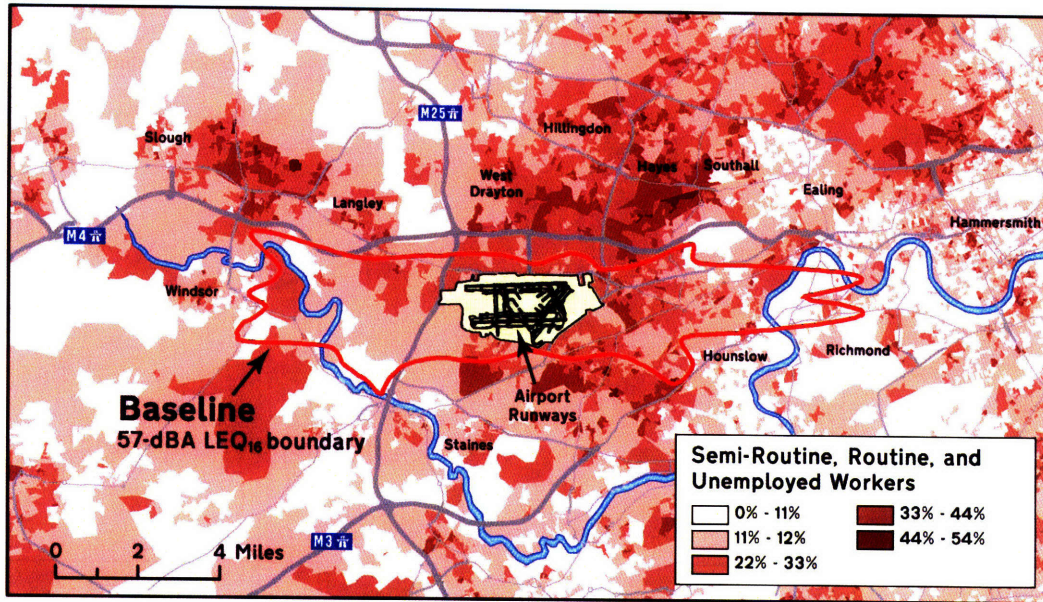 M25
Hillingdon
Slough
Hayes
Southall
West
Drayton
Ealing
Langley
Hammersmith
M4
Windsor
Hounslow
Richmond
Airport
Runways
Baseline
57-dBA LEQ16 boundary
Staines
M3
0 2 4 Miles
Semi-Routine, Routine, and
Unemployed Workers
0% - 11%
11% - 12%
22% - 33%
33% - 44%
44% - 54%